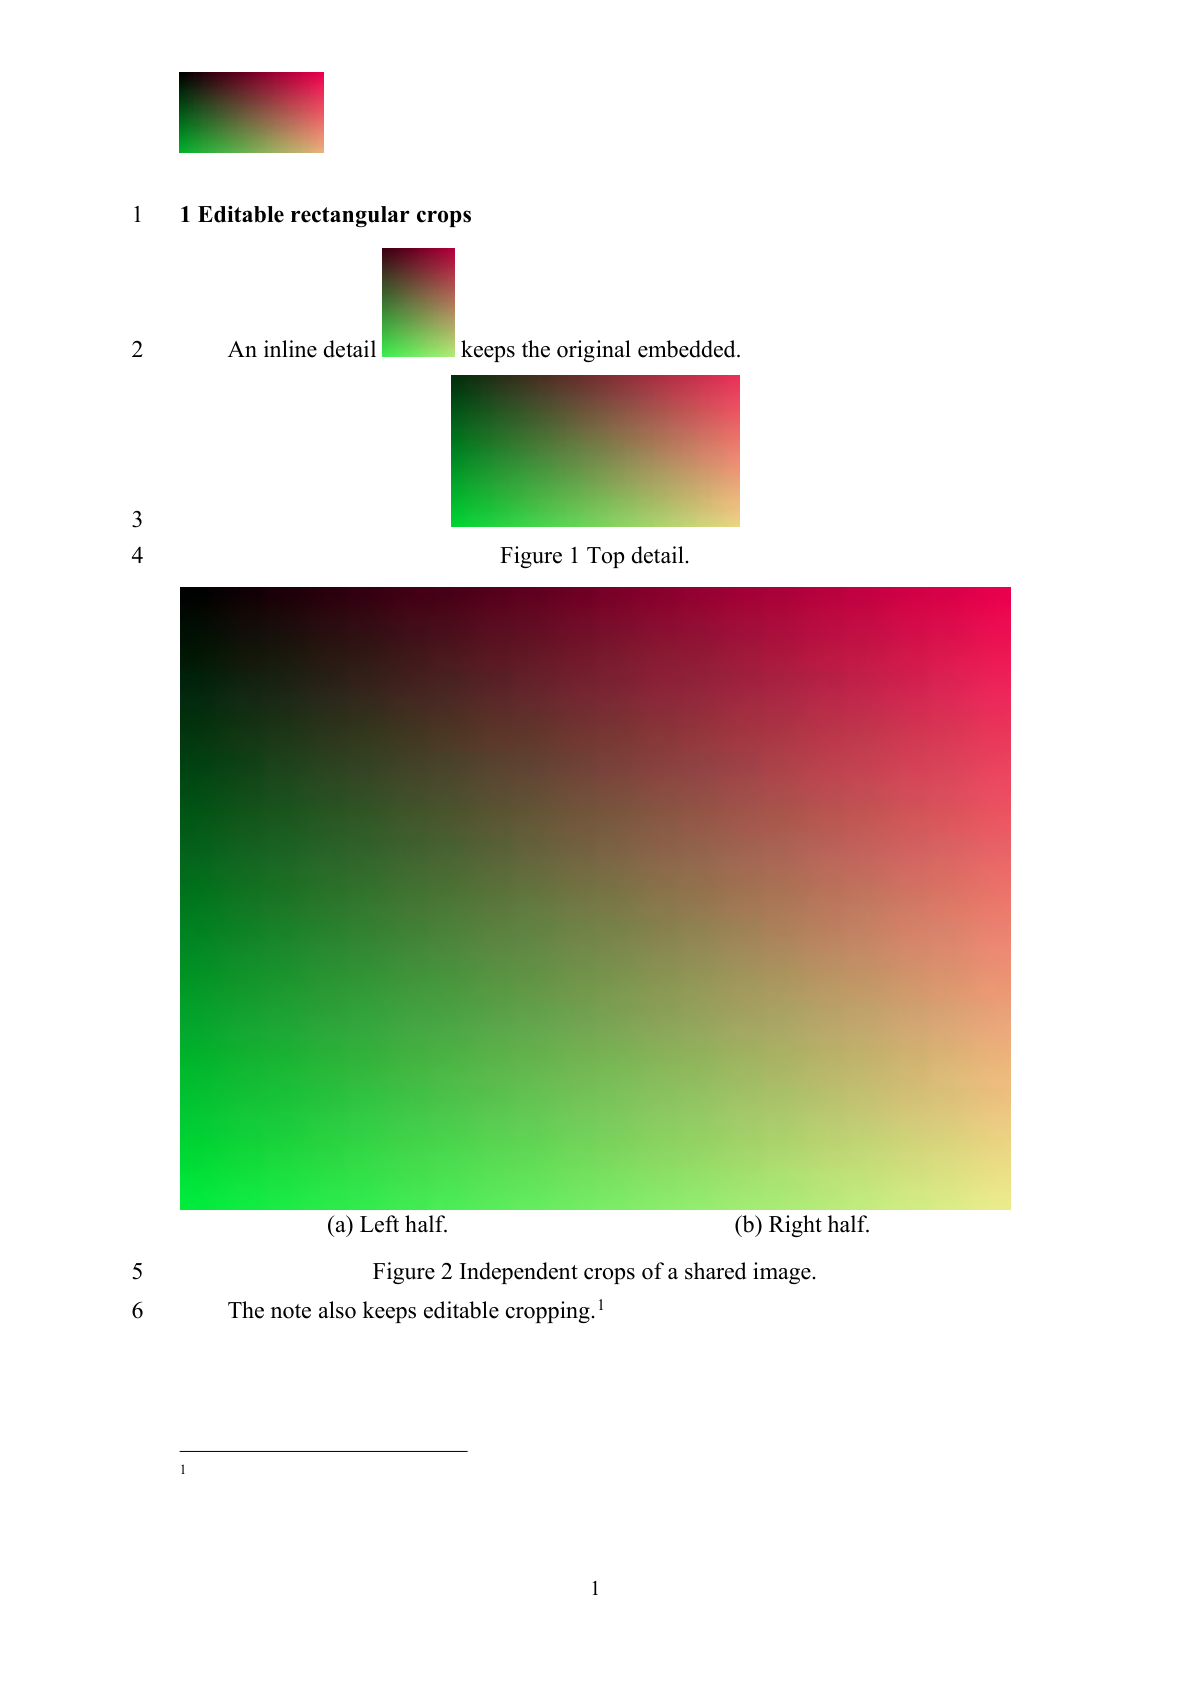 1 1 Editable rectangular crops
2 An inline detail keeps the original embedded.
3
4 Figure 1 Top detail.
(a) Left half. (b) Right half.
5 Figure 2 Independent crops of a shared image.
6 The note also keeps editable cropping.1
1
1